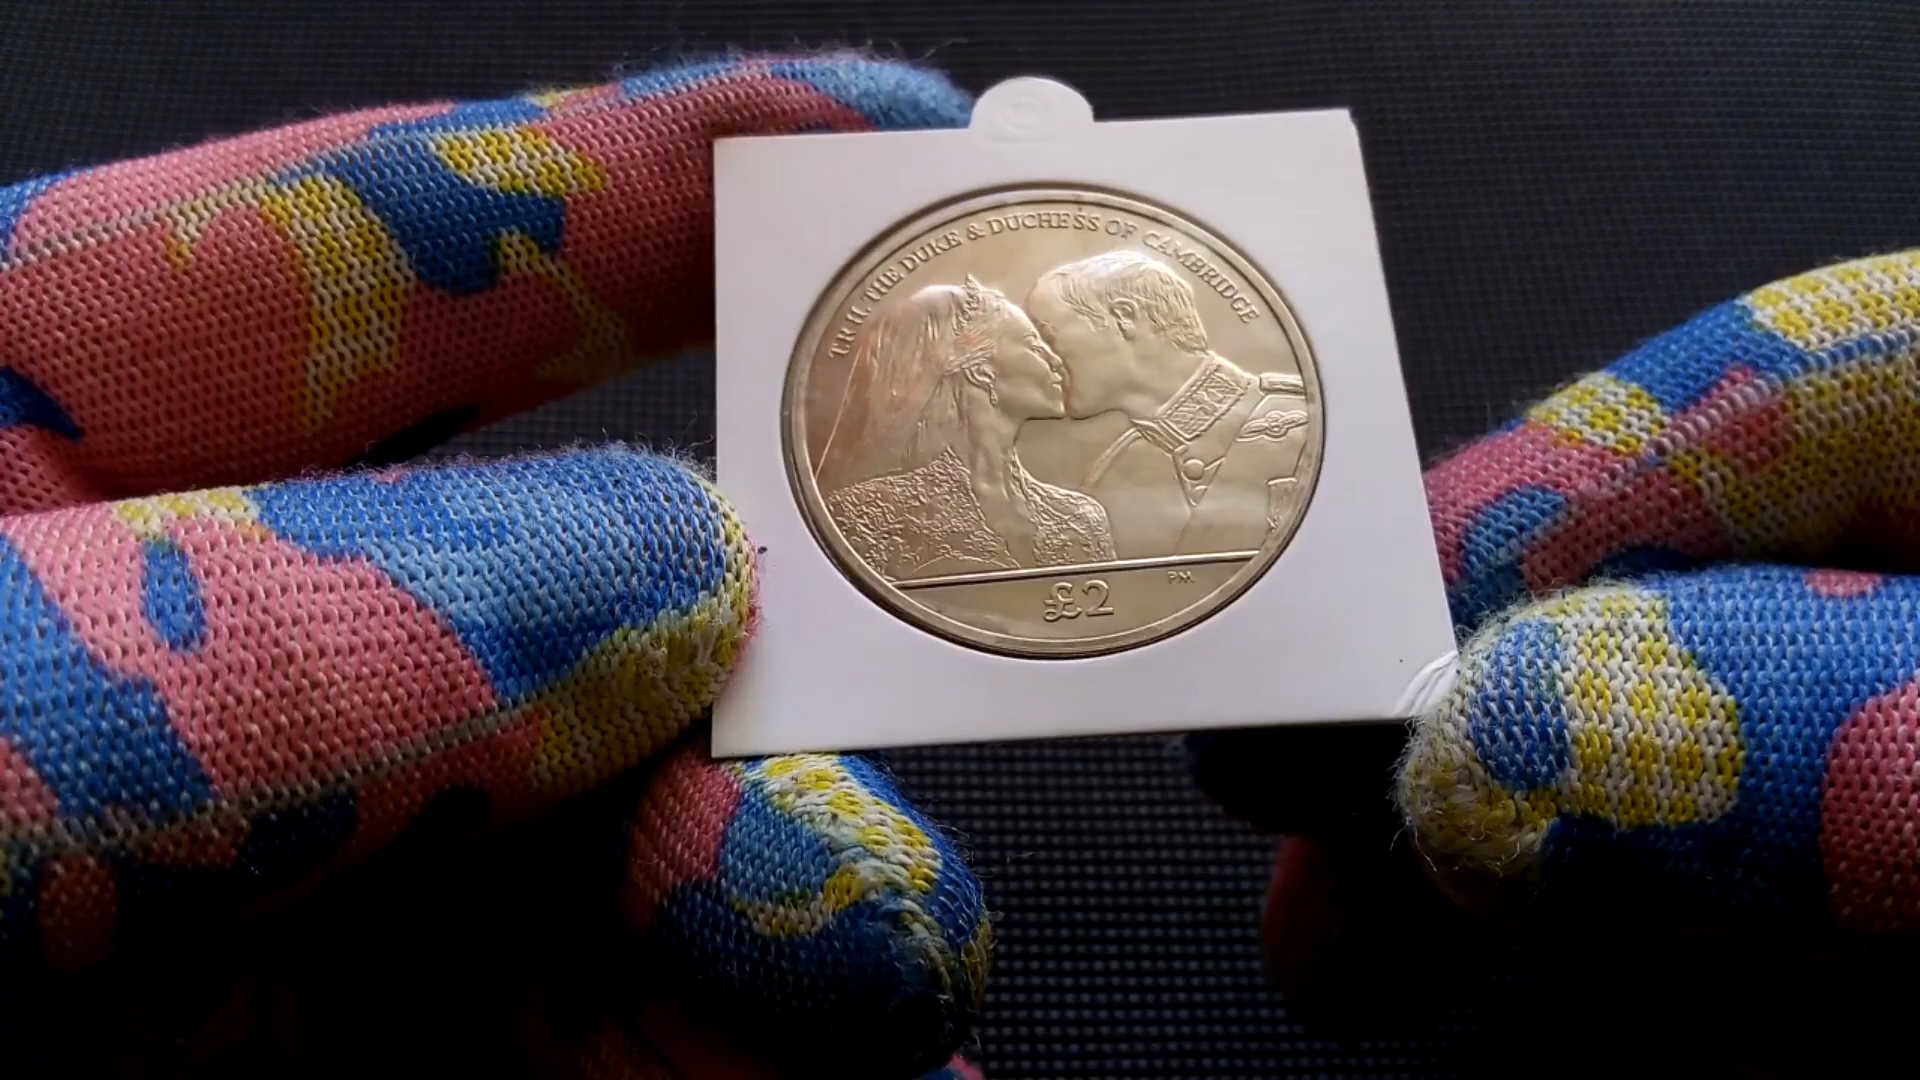 T.R.H. THE DUKE & DUCHESS OF CAMBRIDGE
PM
£2